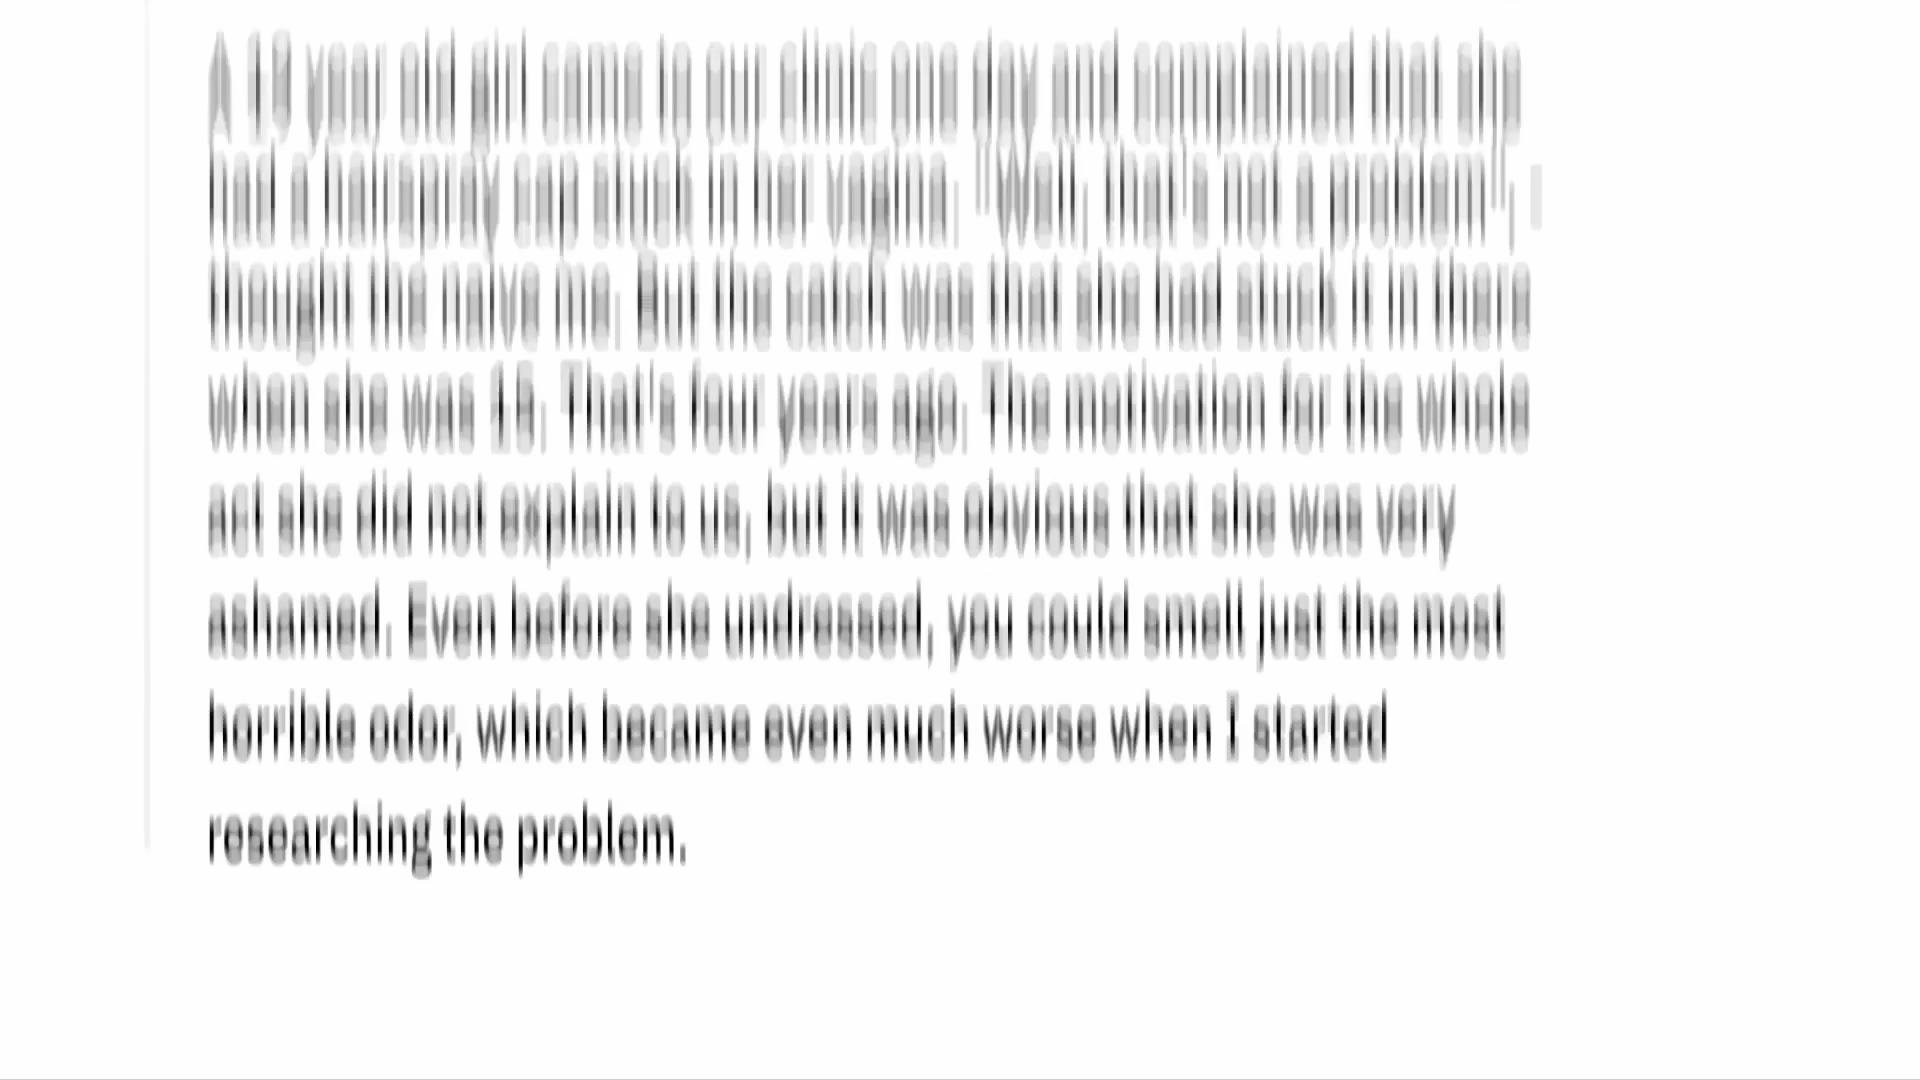 A 19 year old girl came to our clinic one day and complained that she
had a hairspray cap stuck in her vagina. "Well, that's not a problem", I
thought the naive me. But the catch was that she had stuck it in there
when she was 15. That's four years ago. The motivation for the whole
act she did not explain to us, but it was obvious that she was very
ashamed. Even before she undressed, you could smell just the most
horrible odor, which became even much worse when I started
researching the problem.